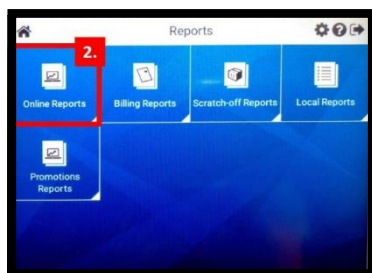 Reports
2.
Online Reports
Billing Reports
Scratch-off Reports
Local Reports
Promotions
Reports